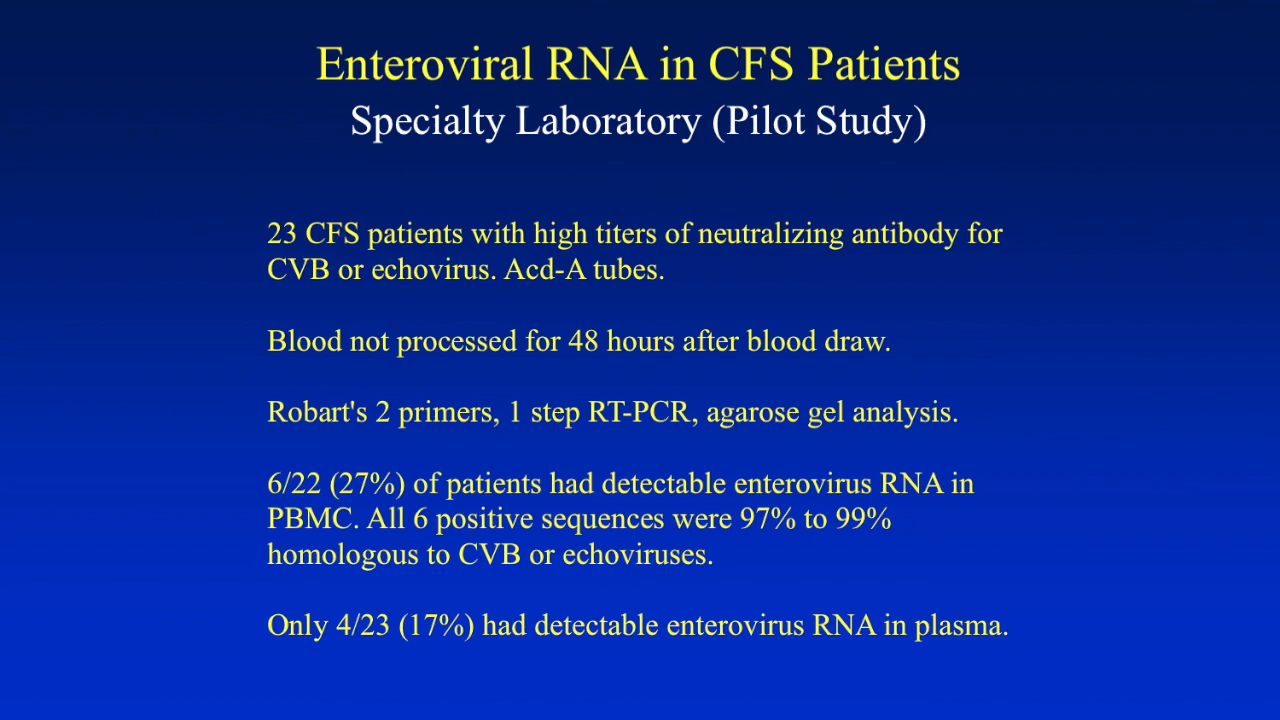 Enteroviral RNA in CFS Patients
Specialty Laboratory (Pilot Study)
23 CFS patients with high titers of neutralizing antibody for
CVB or echovirus. Acd-A tubes.
Blood not processed for 48 hours after blood draw.
Robart's 2 primers, 1 step RT-PCR, agarose gel analysis.
6/22 (27%) of patients had detectable enterovirus RNA in
PBMC. All 6 positive sequences were 97% to 99%
homologous to CVB or echoviruses.
Only 4/23 (17%) had detectable enterovirus RNA in plasma.